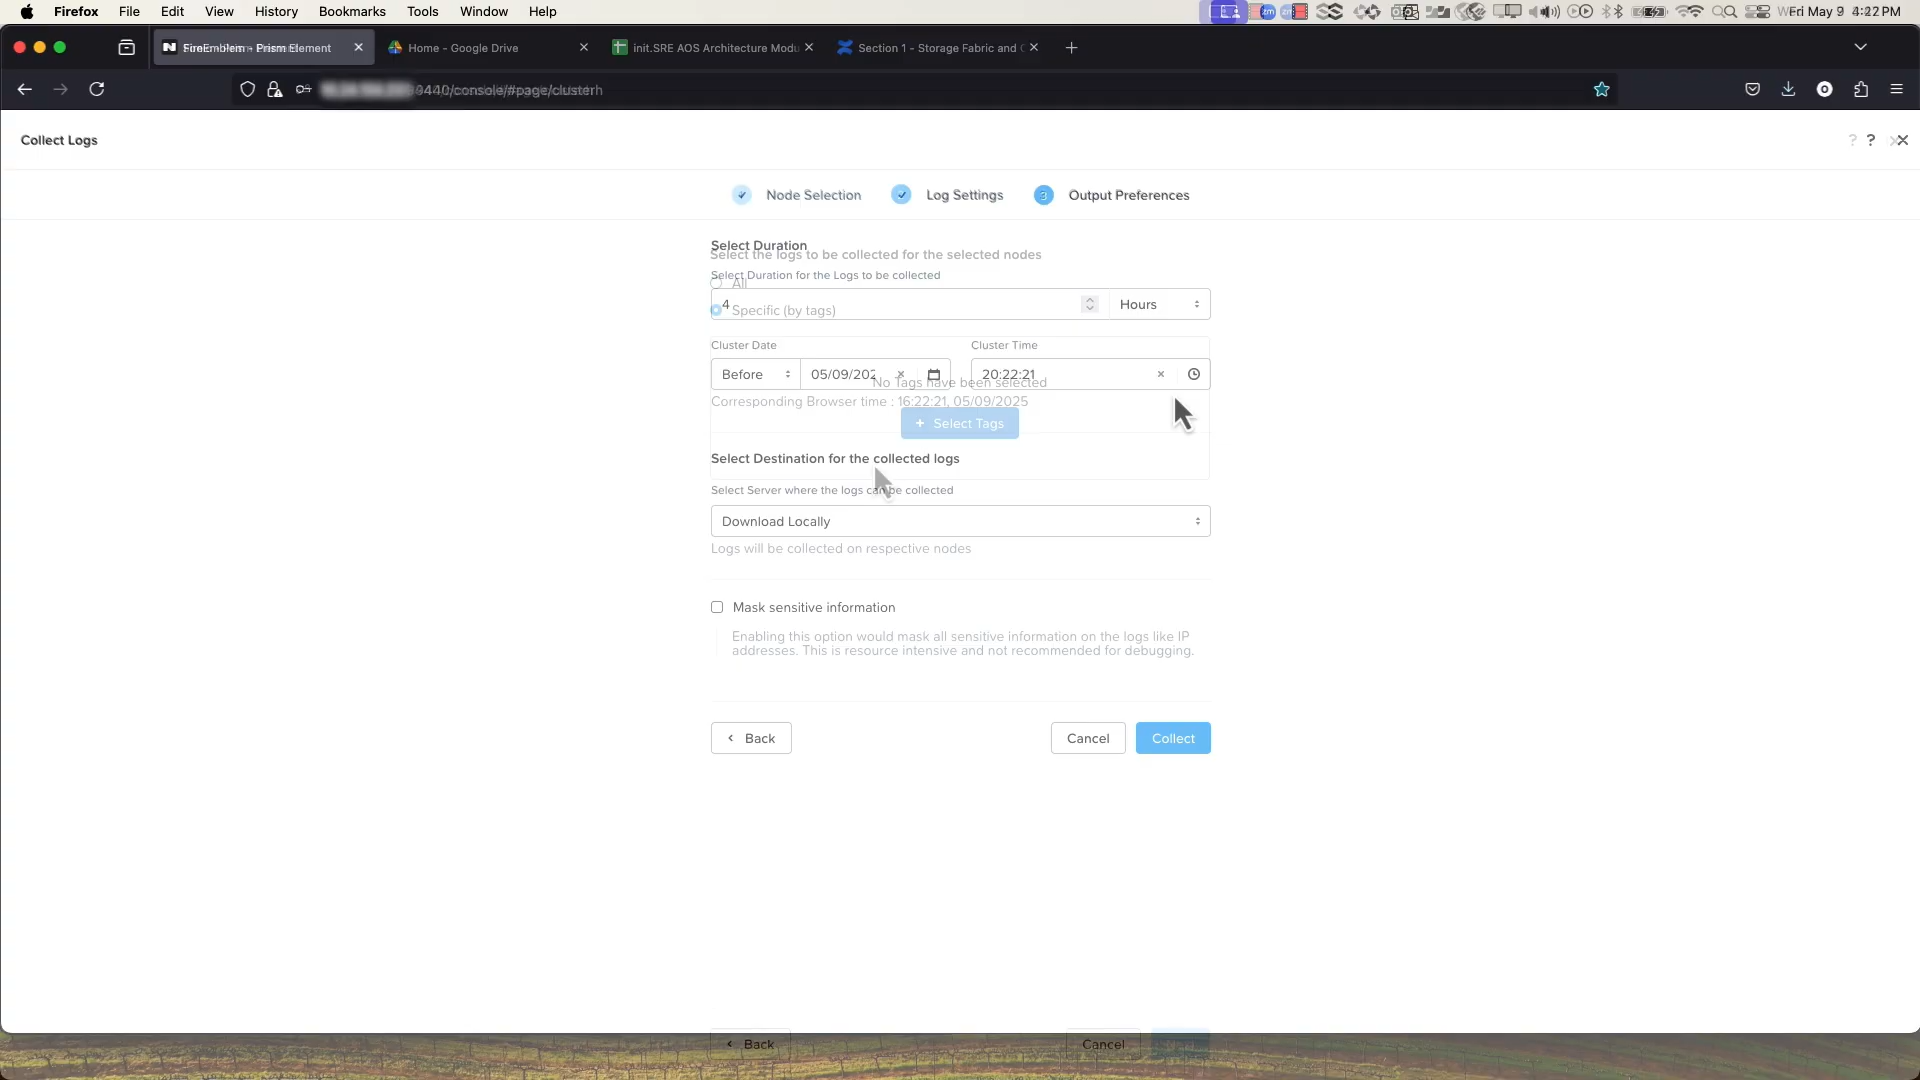 Firefox File Edit View History Bookmarks Tools Window Help
Fri May 9 4:22 PM
Prism Element
Home - Google Drive
init.SRE AOS Architecture Modu
Section 1 - Storage Fabric and
9440/console/#page/cluster
Collect Logs
Node Selection
Log Settings
3 Output Preferences
Select Duration
Select the logs to be collected for the selected nodes
Select Duration for the Logs to be collected
All
4 Hours
Specific (by tags)
Cluster Date
Cluster Time
Before 05/09/202
20:22:21
No Tags have been selected
Corresponding Browser time : 16:22:21, 05/09/2025
+ Select Tags
Select Destination for the collected logs
Select Server where the logs can be collected
Download Locally
Logs will be collected on respective nodes
Mask sensitive information
Enabling this option would mask all sensitive information on the logs like IP
addresses. This is resource intensive and not recommended for debugging.
Back
Cancel
Collect
Back
Cancel